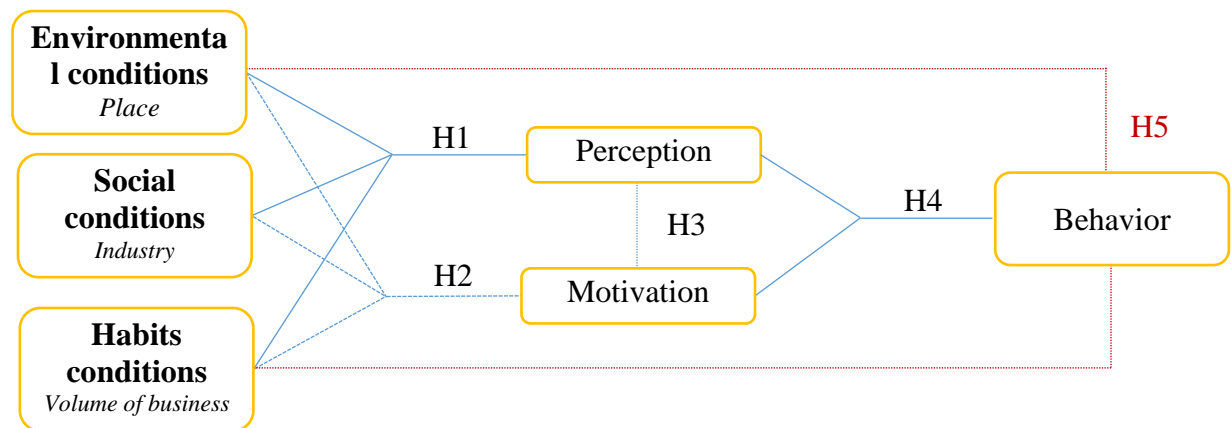 Environmenta
l conditions
Place
Social
conditions
Industry
Habits
conditions
Volume of business
H1
H2
Perception
H3
Motivation
H4
H5
Behavior